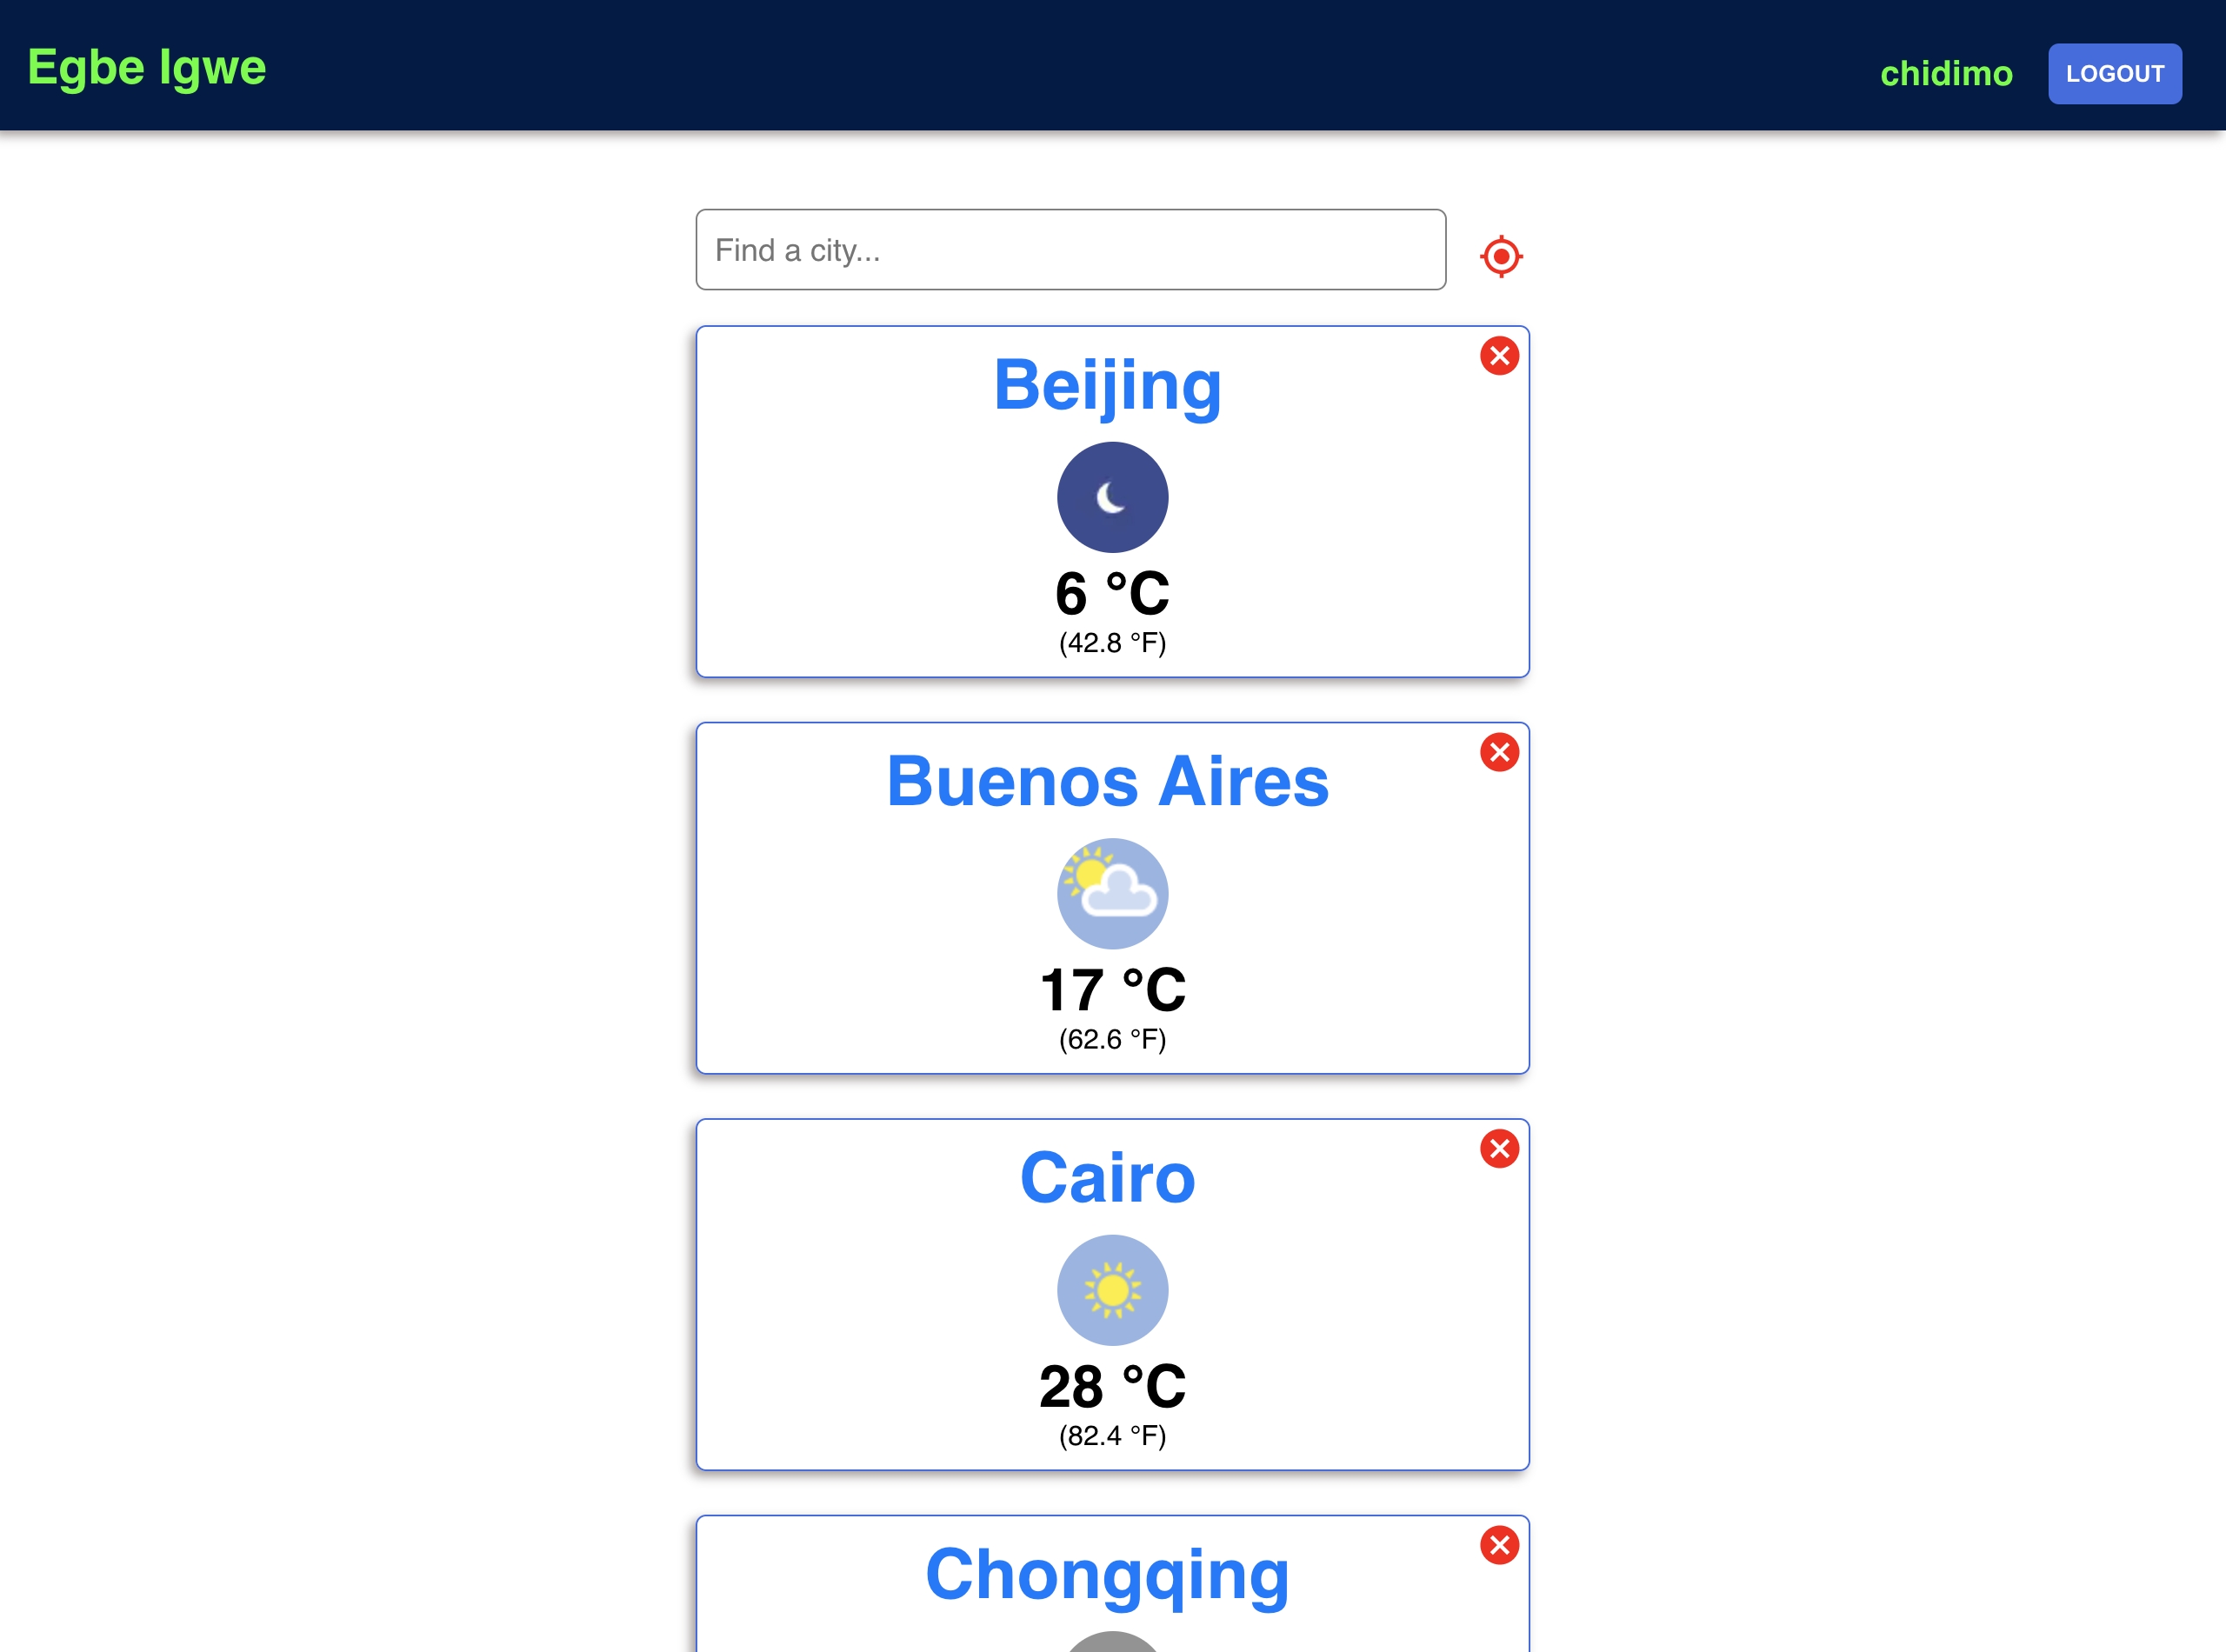 Egbe Igwe
chidimo
LOGOUT
Find a city...
Beijing
6 °C
(42.8 °F)
Buenos Aires
17 °C
(62.6 °F)
Cairo
28 °C
(82.4 °F)
Chongqing